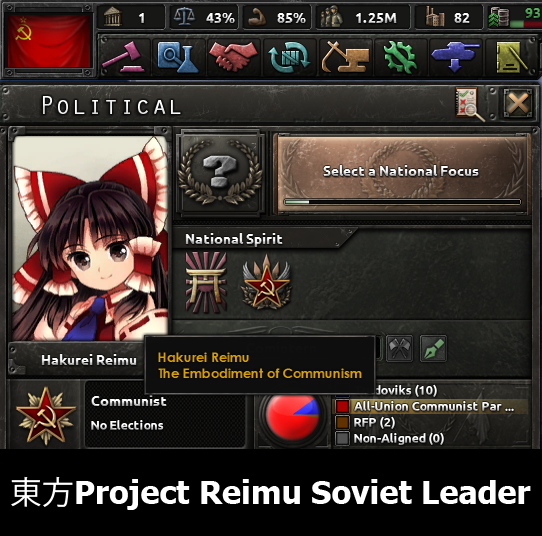 1 43% 85% 1.25M 82 93
POLITICAL
Select a National Focus
National Spirit
Hakurei Reimu
Hakurei Reimu
The Embodiment of Communism
Communist
No Elections
doviks (10)
All-Union Communist Par ...
RFP (2)
Non-Aligned (0)
東方Project Reimu Soviet Leader